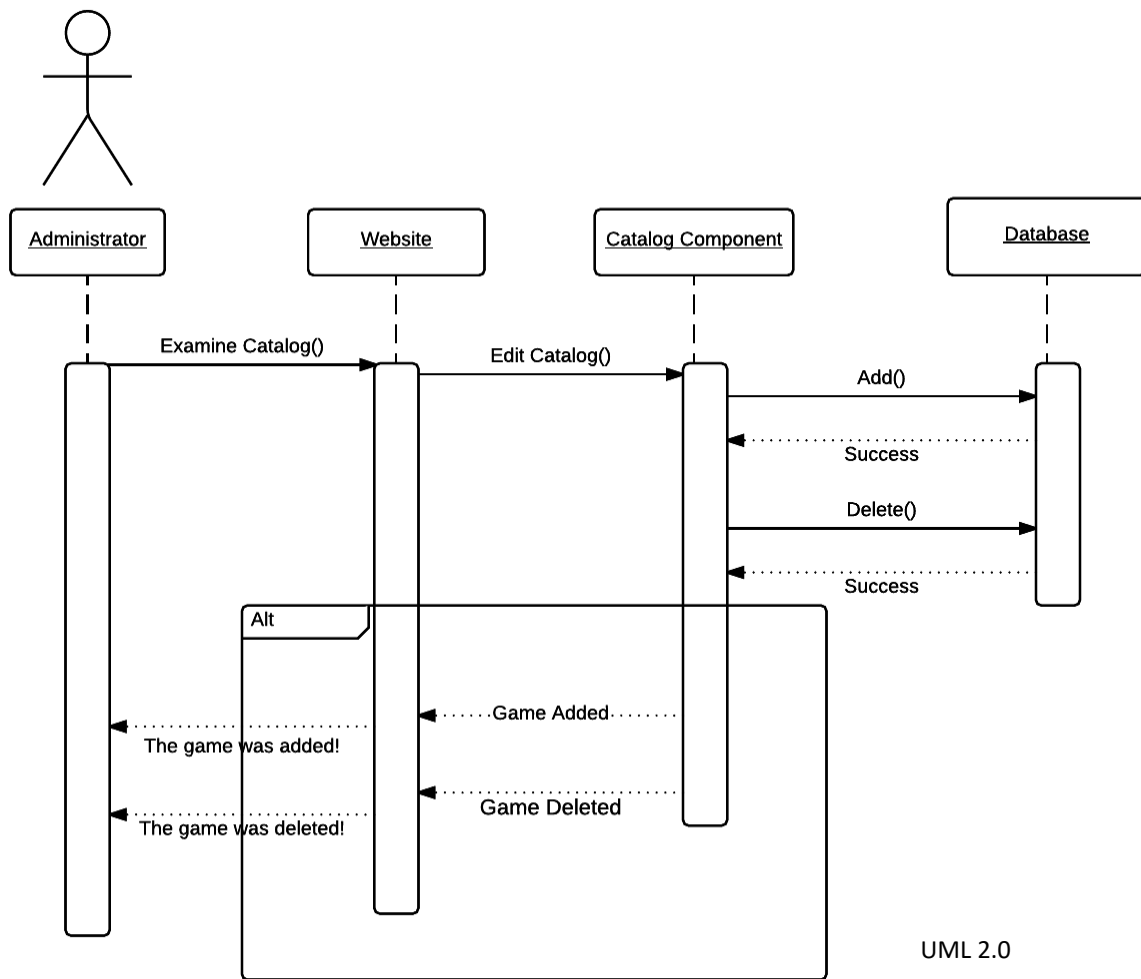 Administrator
Website
Catalog Component
Database
Examine Catalog()
Edit Catalog()
Add()
Success
Delete()
Success
Alt
Game Added
The game was added!
Game Deleted
The game was deleted!
UML 2.0